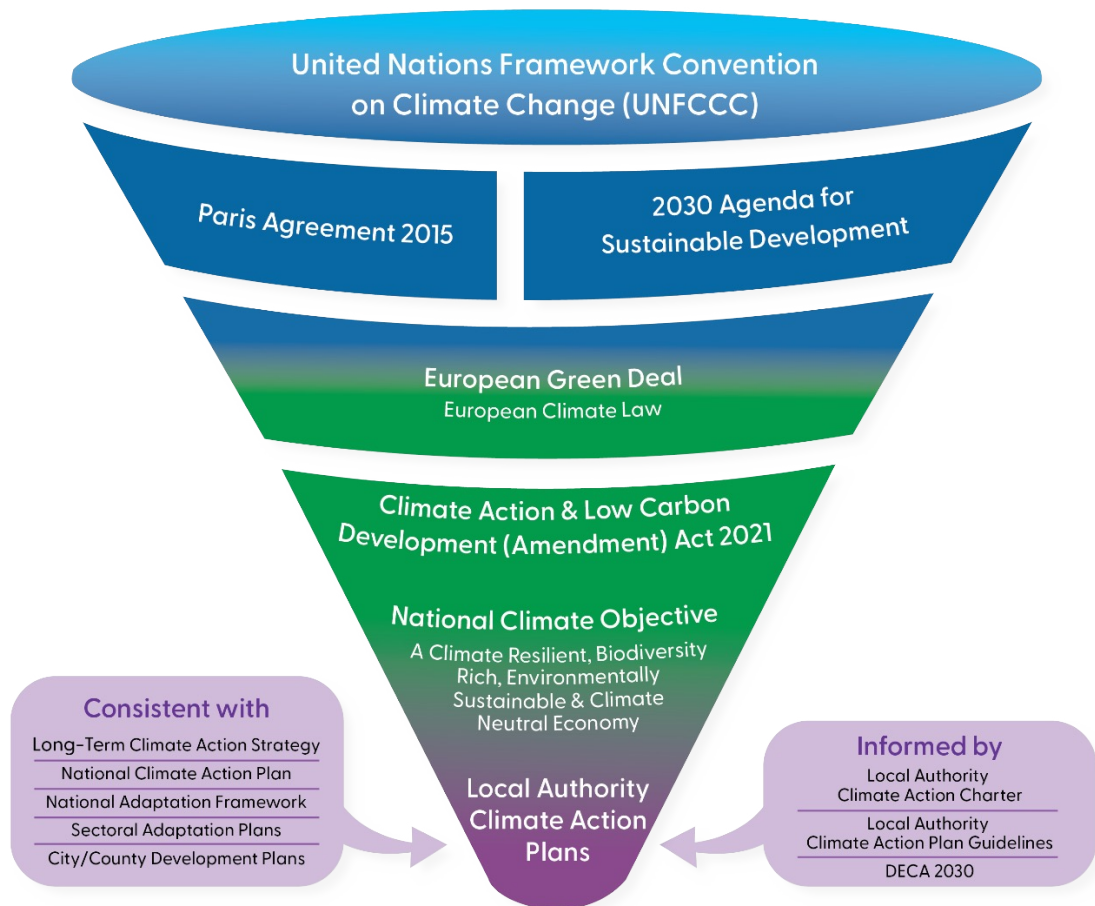 United Nations Framework Convention
on Climate Change (UNFCCC)
Paris Agreement 2015
2030 Agenda for
Sustainable Development
European Green Deal
European Climate Law
Climate Action & Low Carbon
Development (Amendment) Act 2021
National Climate Objective
A Climate Resilient, Biodiversity
Rich, Environmentally
Sustainable & Climate
Neutral Economy
Local Authority
Climate Action
Plans
Consistent with
Long-Term Climate Action Strategy
National Climate Action Plan
National Adaptation Framework
Sectoral Adaptation Plans
City/County Development Plans
Informed by
Local Authority
Climate Action Charter
Local Authority
Climate Action Plan Guidelines
DECA 2030